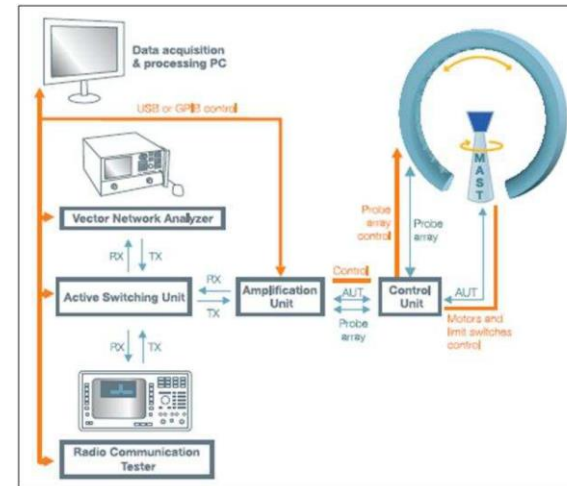 Data acquisition
& processing PC
USB or GPIB control
Vector Network Analyzer
RX
TX
Active Switching Unit
RX
TX
Amplification
Unit
Control
AUT
Probe
array
Control
Unit
Probe
array
control
Probe
array
MAST
AUT
Motors and
limit switches
control
RX
TX
Radio Communication
Tester